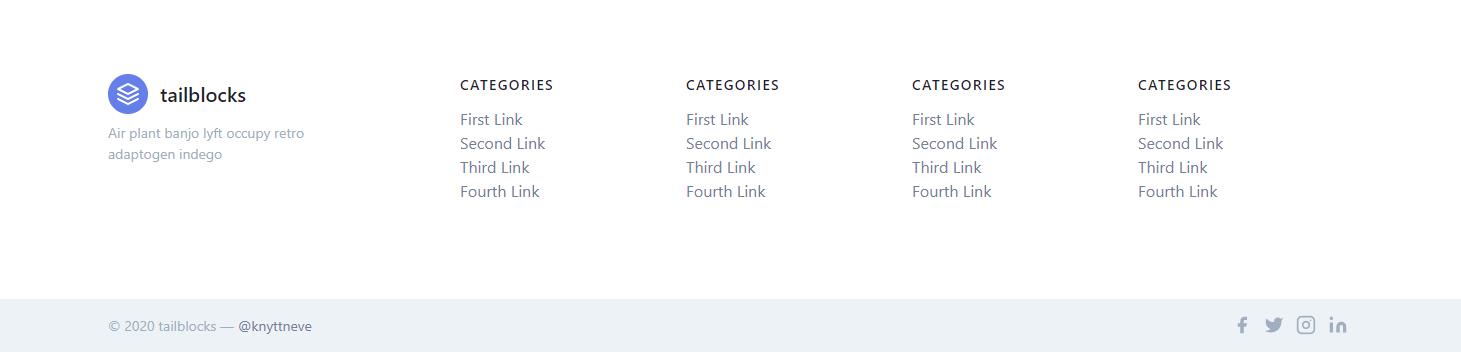 tailblocks
Air plant banjo lyft occupy retro
adaptogen indego
CATEGORIES
First Link
Second Link
Third Link
Fourth Link
CATEGORIES
First Link
Second Link
Third Link
Fourth Link
CATEGORIES
First Link
Second Link
Third Link
Fourth Link
CATEGORIES
First Link
Second Link
Third Link
Fourth Link
© 2020 tailblocks — @knyttneve